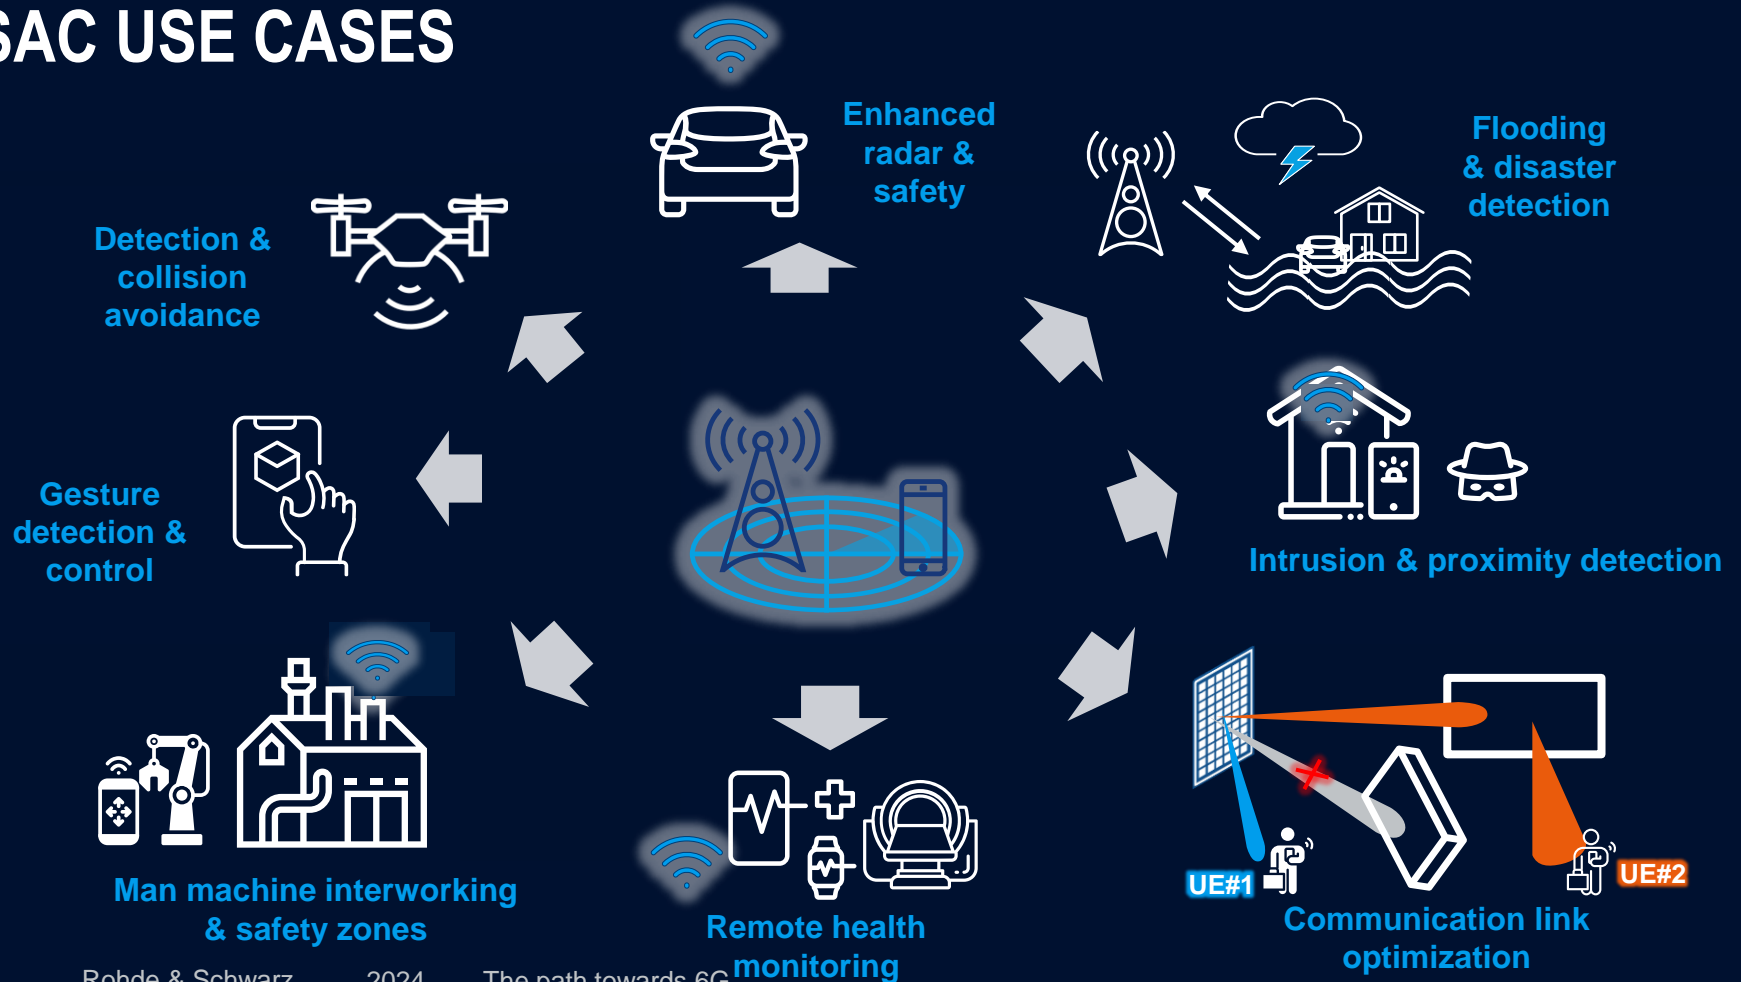 SAC USE CASES
Enhanced
radar &
safety
Flooding
& disaster
detection
Detection &
collision
avoidance
Gesture
detection &
control
Intrusion & proximity detection
Man machine interworking
& safety zones
Remote health
monitoring
UE#1
UE#2
Communication link
optimization
Rohde & Schwarz 2024 The path towards 6G